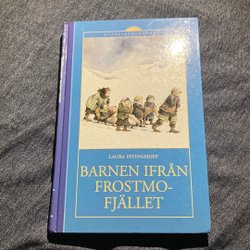 LAURA FITINGHOFF
BARNEN IFRÅN
FROSTMO-
FJÄLLET